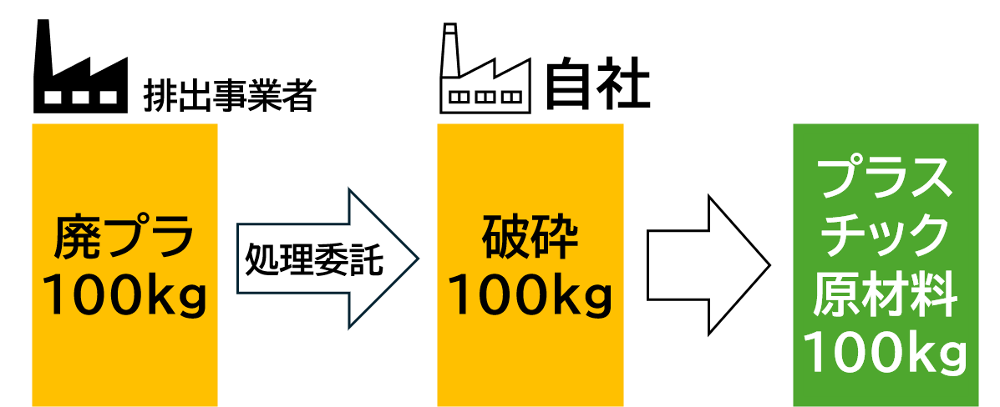 排出事業者
自社
廃プラ
100kg
処理委託
破砕
100kg
プラス
チック
原材料
100kg